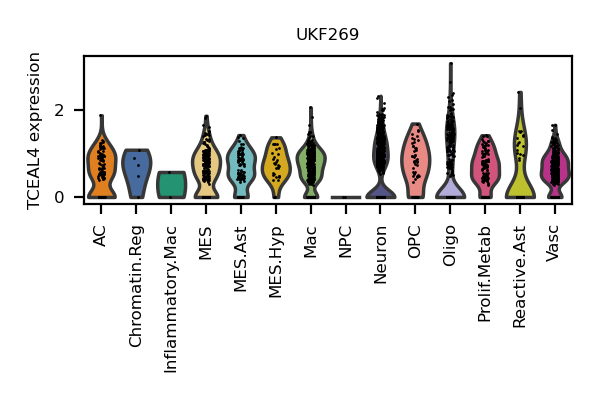 UKF269
TCEAL4 expression
2
0
AC
Chromatin.Reg
Inflammatory.Mac
MES
MES.Ast
MES.Hyp
Mac
NPC
Neuron
OPC
Oligo
Prolif.Metab
Reactive.Ast
Vasc